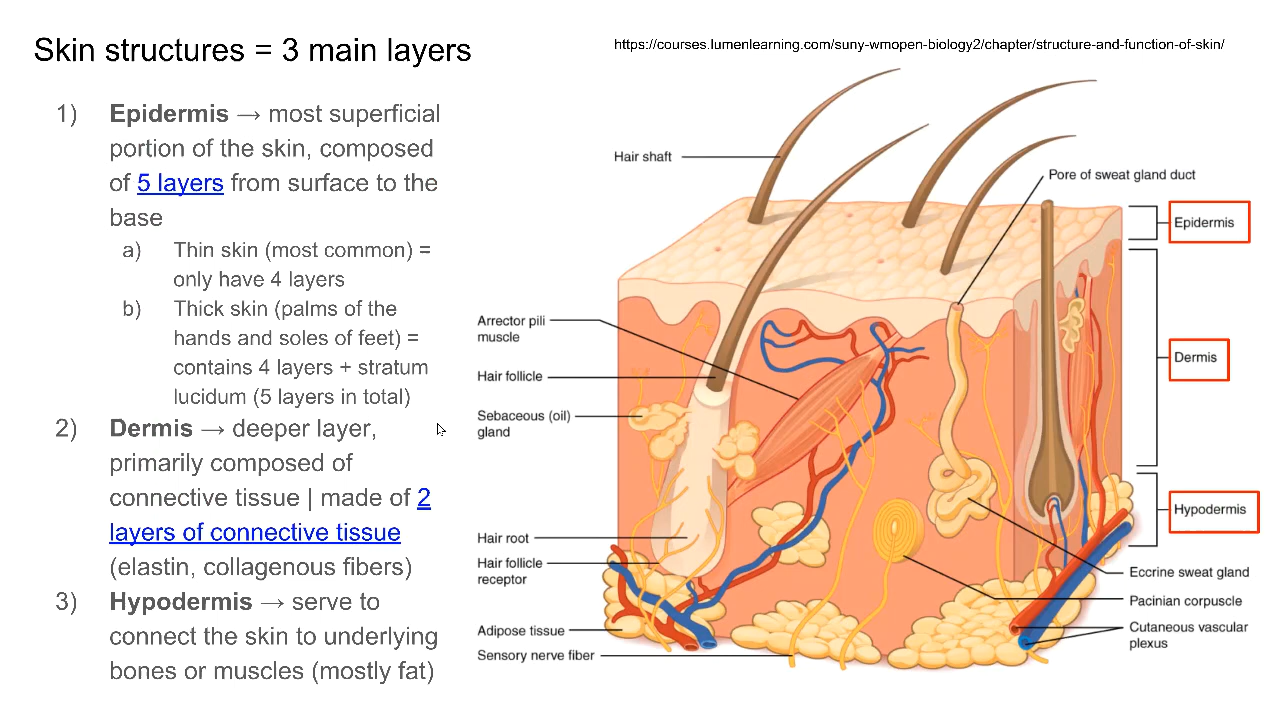 Skin structures = 3 main layers
https://courses.lumenlearning.com/suny-wmopen-biology2/chapter/structure-and-function-of-skin/
1) Epidermis → most superficial
portion of the skin, composed
of 5 layers from surface to the
base
a) Thin skin (most common) =
only have 4 layers
b) Thick skin (palms of the
hands and soles of feet) =
contains 4 layers + stratum
lucidum (5 layers in total)
2) Dermis → deeper layer,
primarily composed of
connective tissue | made of 2
layers of connective tissue
(elastin, collagenous fibers)
3) Hypodermis → serve to
connect the skin to underlying
bones or muscles (mostly fat)
Hair shaft
Arrector pili
muscle
Hair follicle
Sebaceous (oil)
gland
Hair root
Hair follicle
receptor
Adipose tissue
Sensory nerve fiber
Pore of sweat gland duct
Epidermis
Dermis
Hypodermis
Eccrine sweat gland
Pacinian corpuscle
Cutaneous vascular
plexus